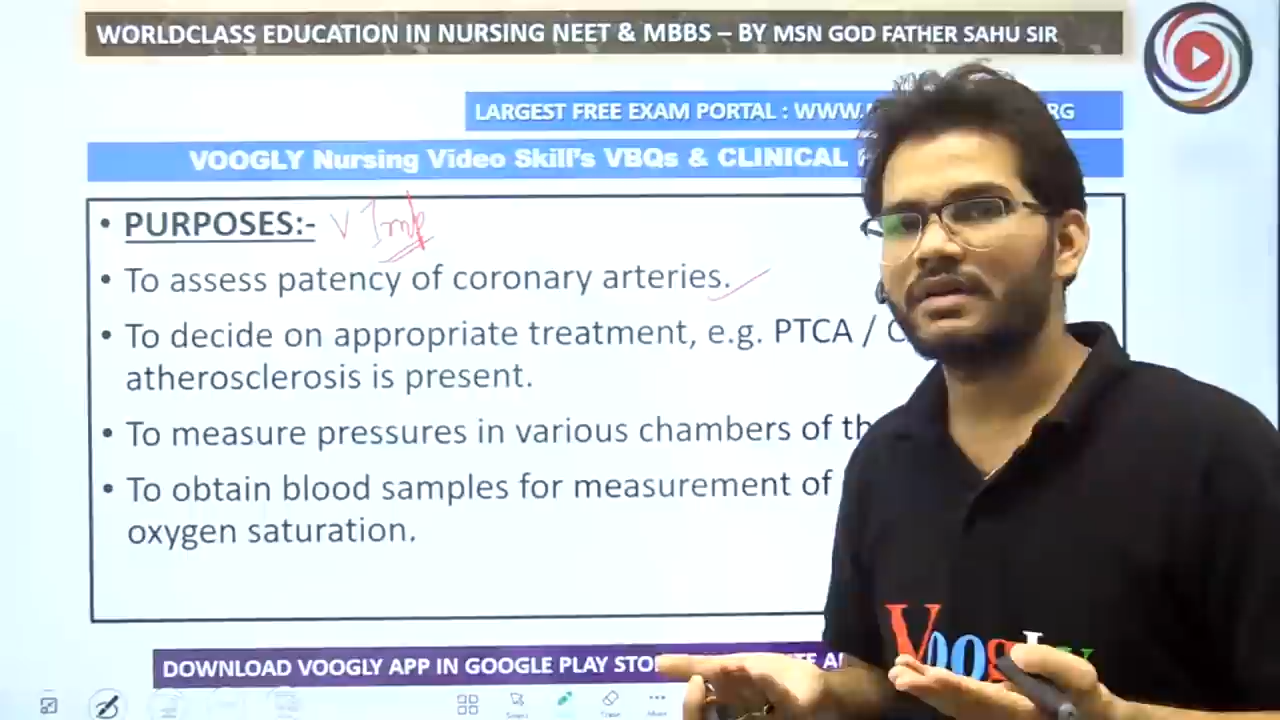 WORLDCLASS EDUCATION IN NURSING NEET & MBBS – BY MSN GOD FATHER SAHU SIR
LARGEST FREE EXAM PORTAL : WWW.
VOOGLY Nursing Video Skill's VBQs & CLINICAL
• PURPOSES:- V Imp
• To assess patency of coronary arteries.
• To decide on appropriate treatment, e.g. PTCA /
atherosclerosis is present.
• To measure pressures in various chambers of
• To obtain blood samples for measurement of
oxygen saturation.
Voogly
DOWNLOAD VOOGLY APP IN GOOGLE PLAY
Select
Erase
More